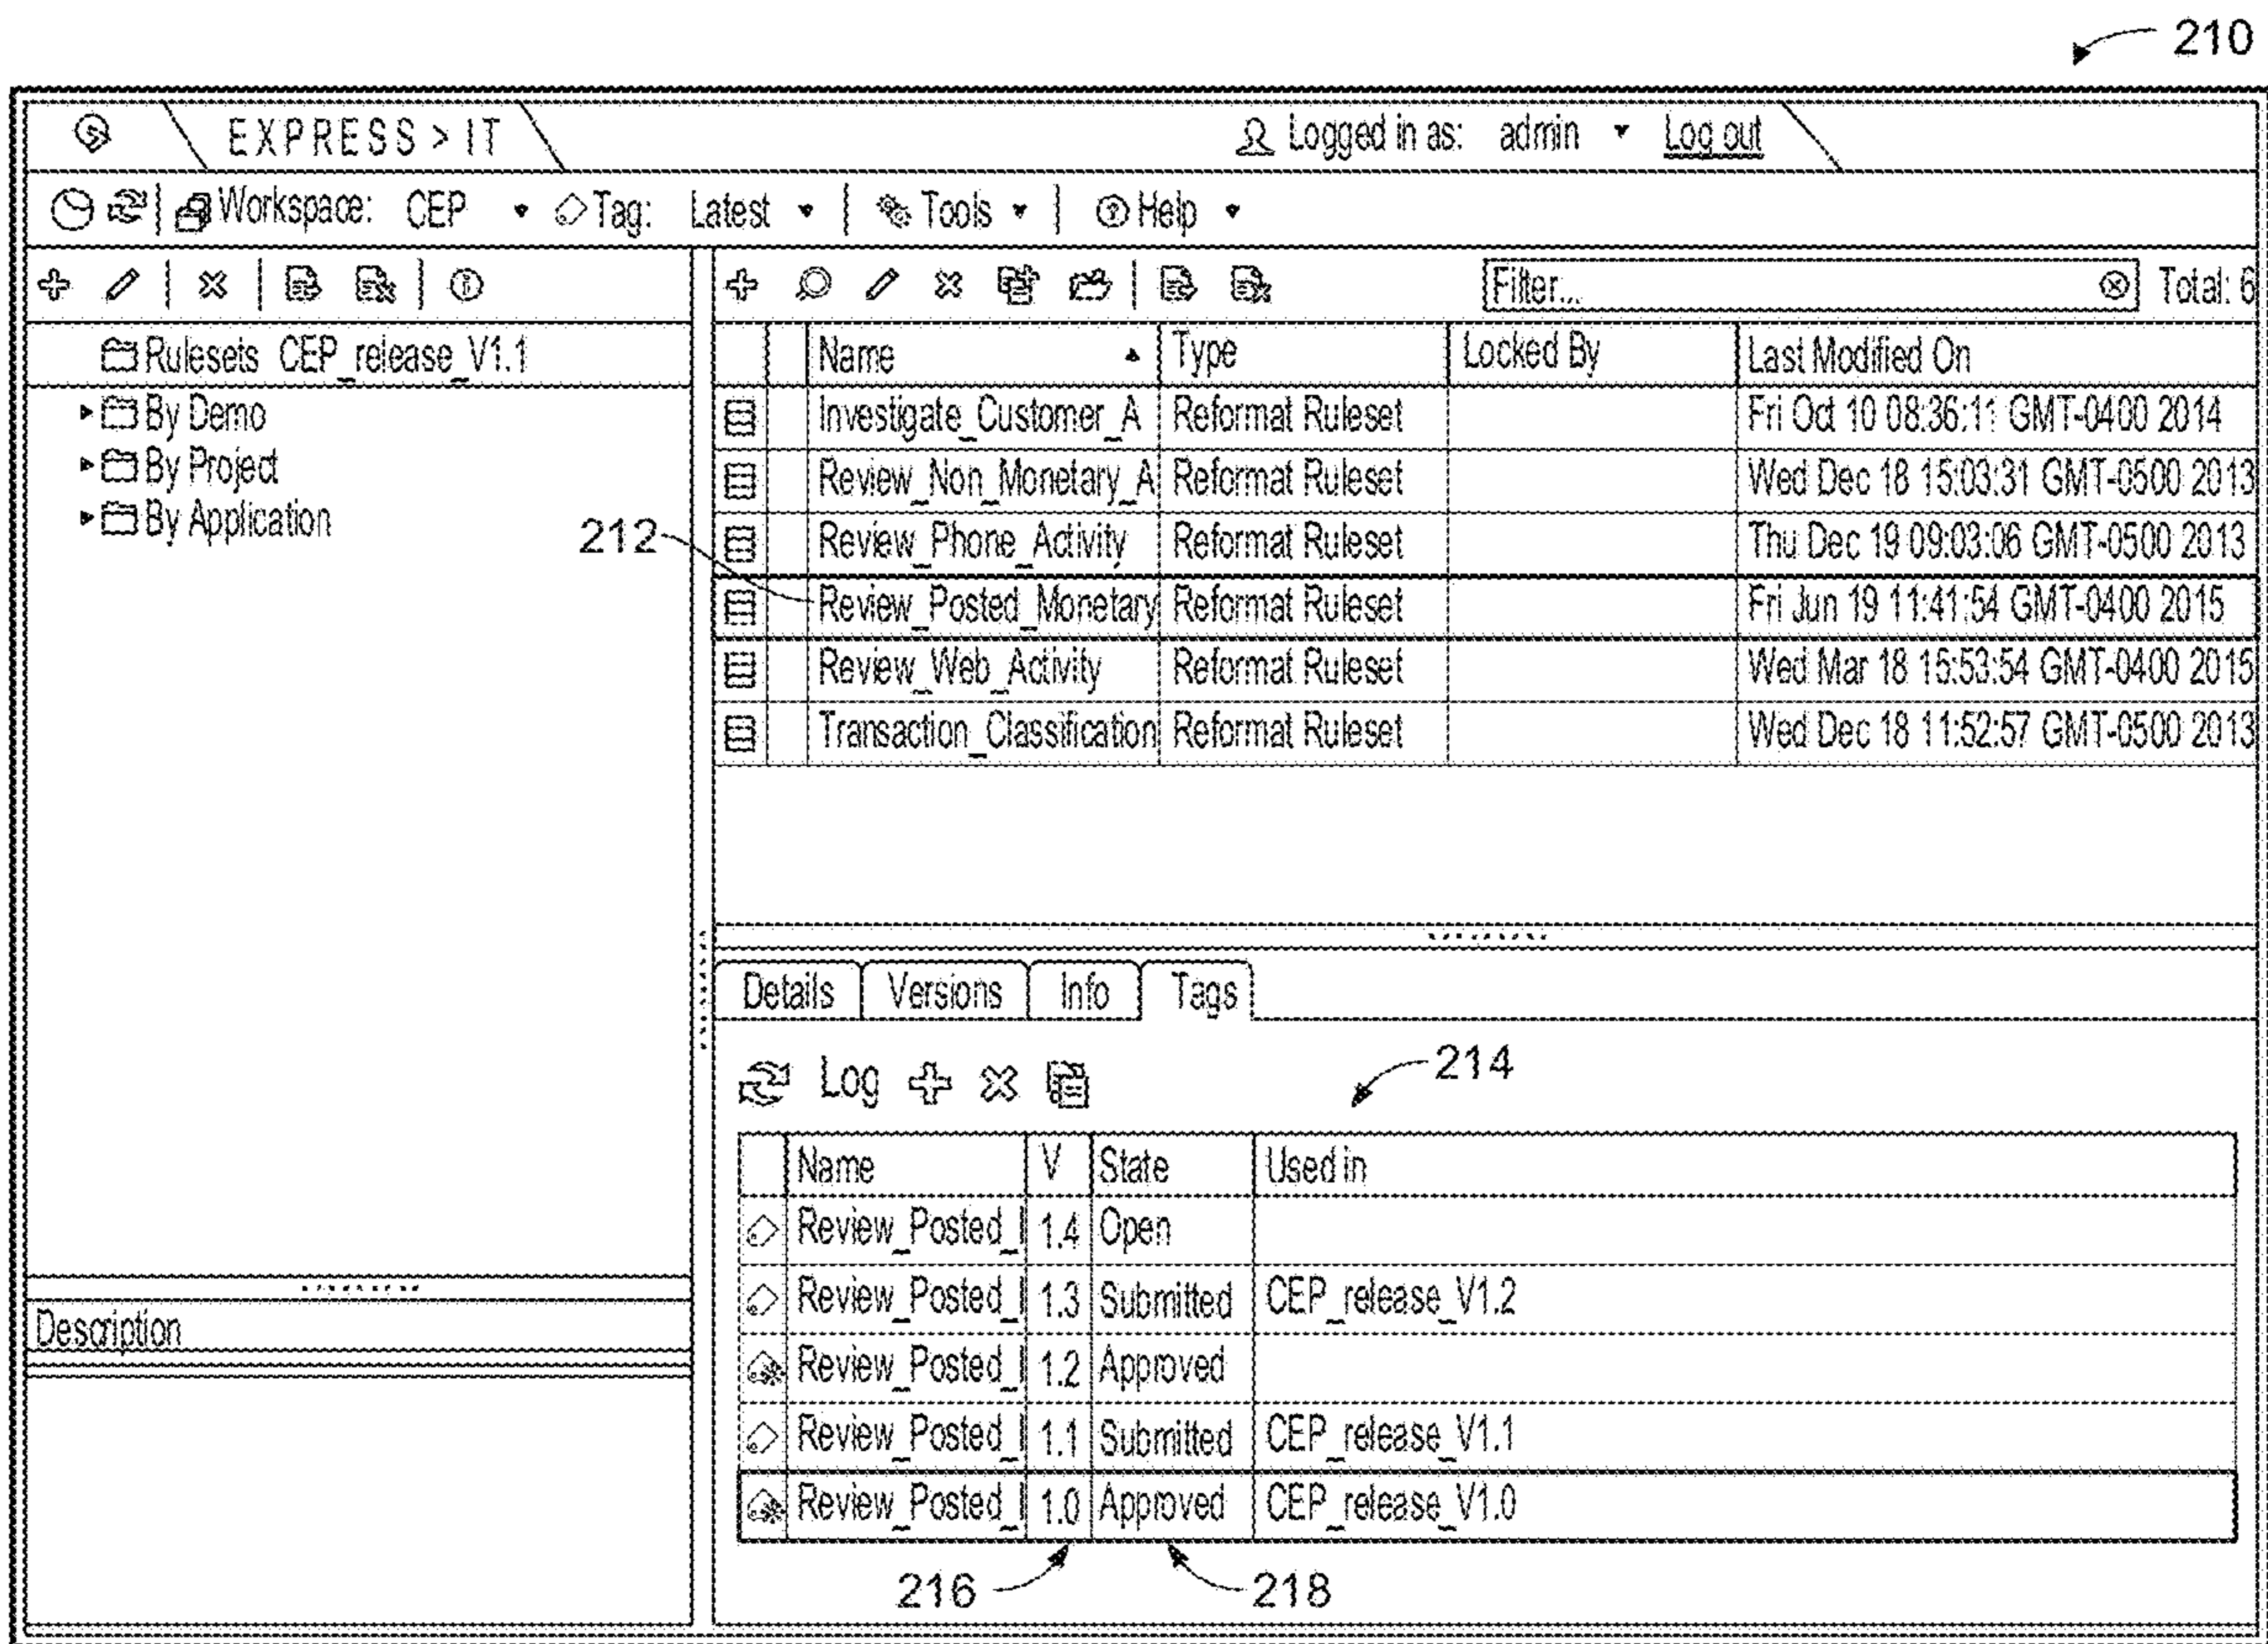 210
EXPRESS > IT Logged in as: admin Log out
Workspace: CEP Tag: Latest Tools Help
Filter... Total: 6
Rulesets CEP_release_V1.1
By Demo
By Project
By Application
Name Type Locked By Last Modified On
Investigate_Customer_A Reformat Ruleset Fri Oct 10 08:36:11 GMT-0400 2014
Review_Non_Monetary_A Reformat Ruleset Wed Dec 18 15:03:31 GMT-0500 2013
Review_Phone_Activity Reformat Ruleset Thu Dec 19 09:03:06 GMT-0500 2013
212
Review_Posted_Monetary Reformat Ruleset Fri Jun 19 11:41:54 GMT-0400 2015
Review_Web_Activity Reformat Ruleset Wed Mar 18 15:53:54 GMT-0400 2015
Transaction_Classification Reformat Ruleset Wed Dec 18 11:52:57 GMT-0500 2013
Details Versions Info Tags
Log
214
Name V State Used in
Review_Posted_ 1.4 Open
Review_Posted_ 1.3 Submitted CEP_release_V1.2
Review_Posted_ 1.2 Approved
Review_Posted_ 1.1 Submitted CEP_release_V1.1
Review_Posted_ 1.0 Approved CEP_release_V1.0
216 218
Description